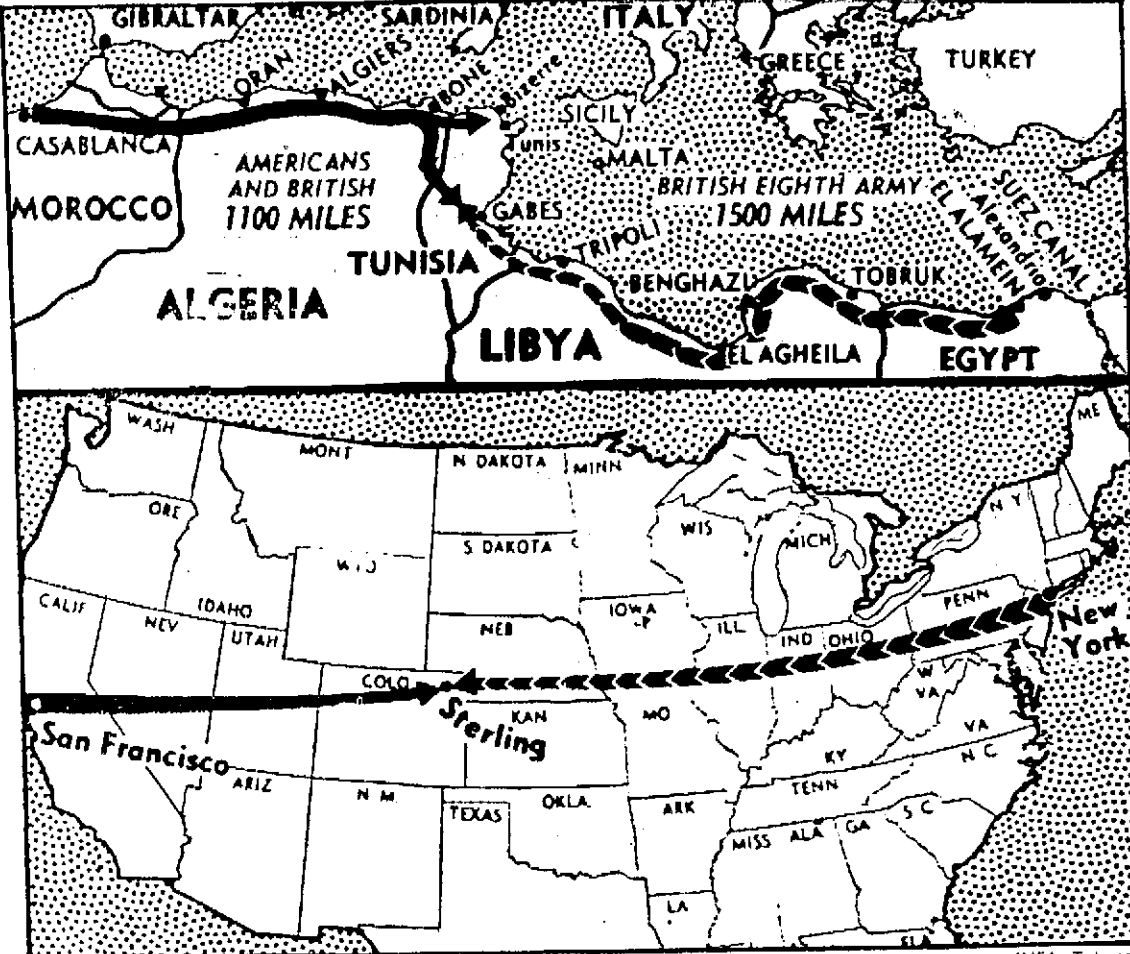 GIBRALTAR
SARDINIA
ITALY
GREECE
TURKEY
ORAN
ALGIERS
BONE
Bizerte
SICILY
CASABLANCA
Tunis
MALTA
AMERICANS
AND BRITISH
1100 MILES
BRITISH EIGHTH ARMY
1500 MILES
EL ALAMEIN
Alexandria
SUEZ CANAL
MOROCCO
GABES
TRIPOLI
TUNISIA
BENGHAZI
TOBRUK
ALGERIA
LIBYA
EL AGHEILA
EGYPT
WASH
MONT
N DAKOTA
MINN
ME
ORE
WIS
MICH
N Y
S DAKOTA
CALIF
IDAHO
IOWA
PENN
NEV
UTAH
NEB
ILL
IND
OHIO
New
York
COLO
W
VA
Sterling
KAN
MO
San Francisco
VA
KY
N C
ARIZ
N M
TEXAS
OKLA
ARK
TENN
S C
MISS
ALA
GA
LA
FLA